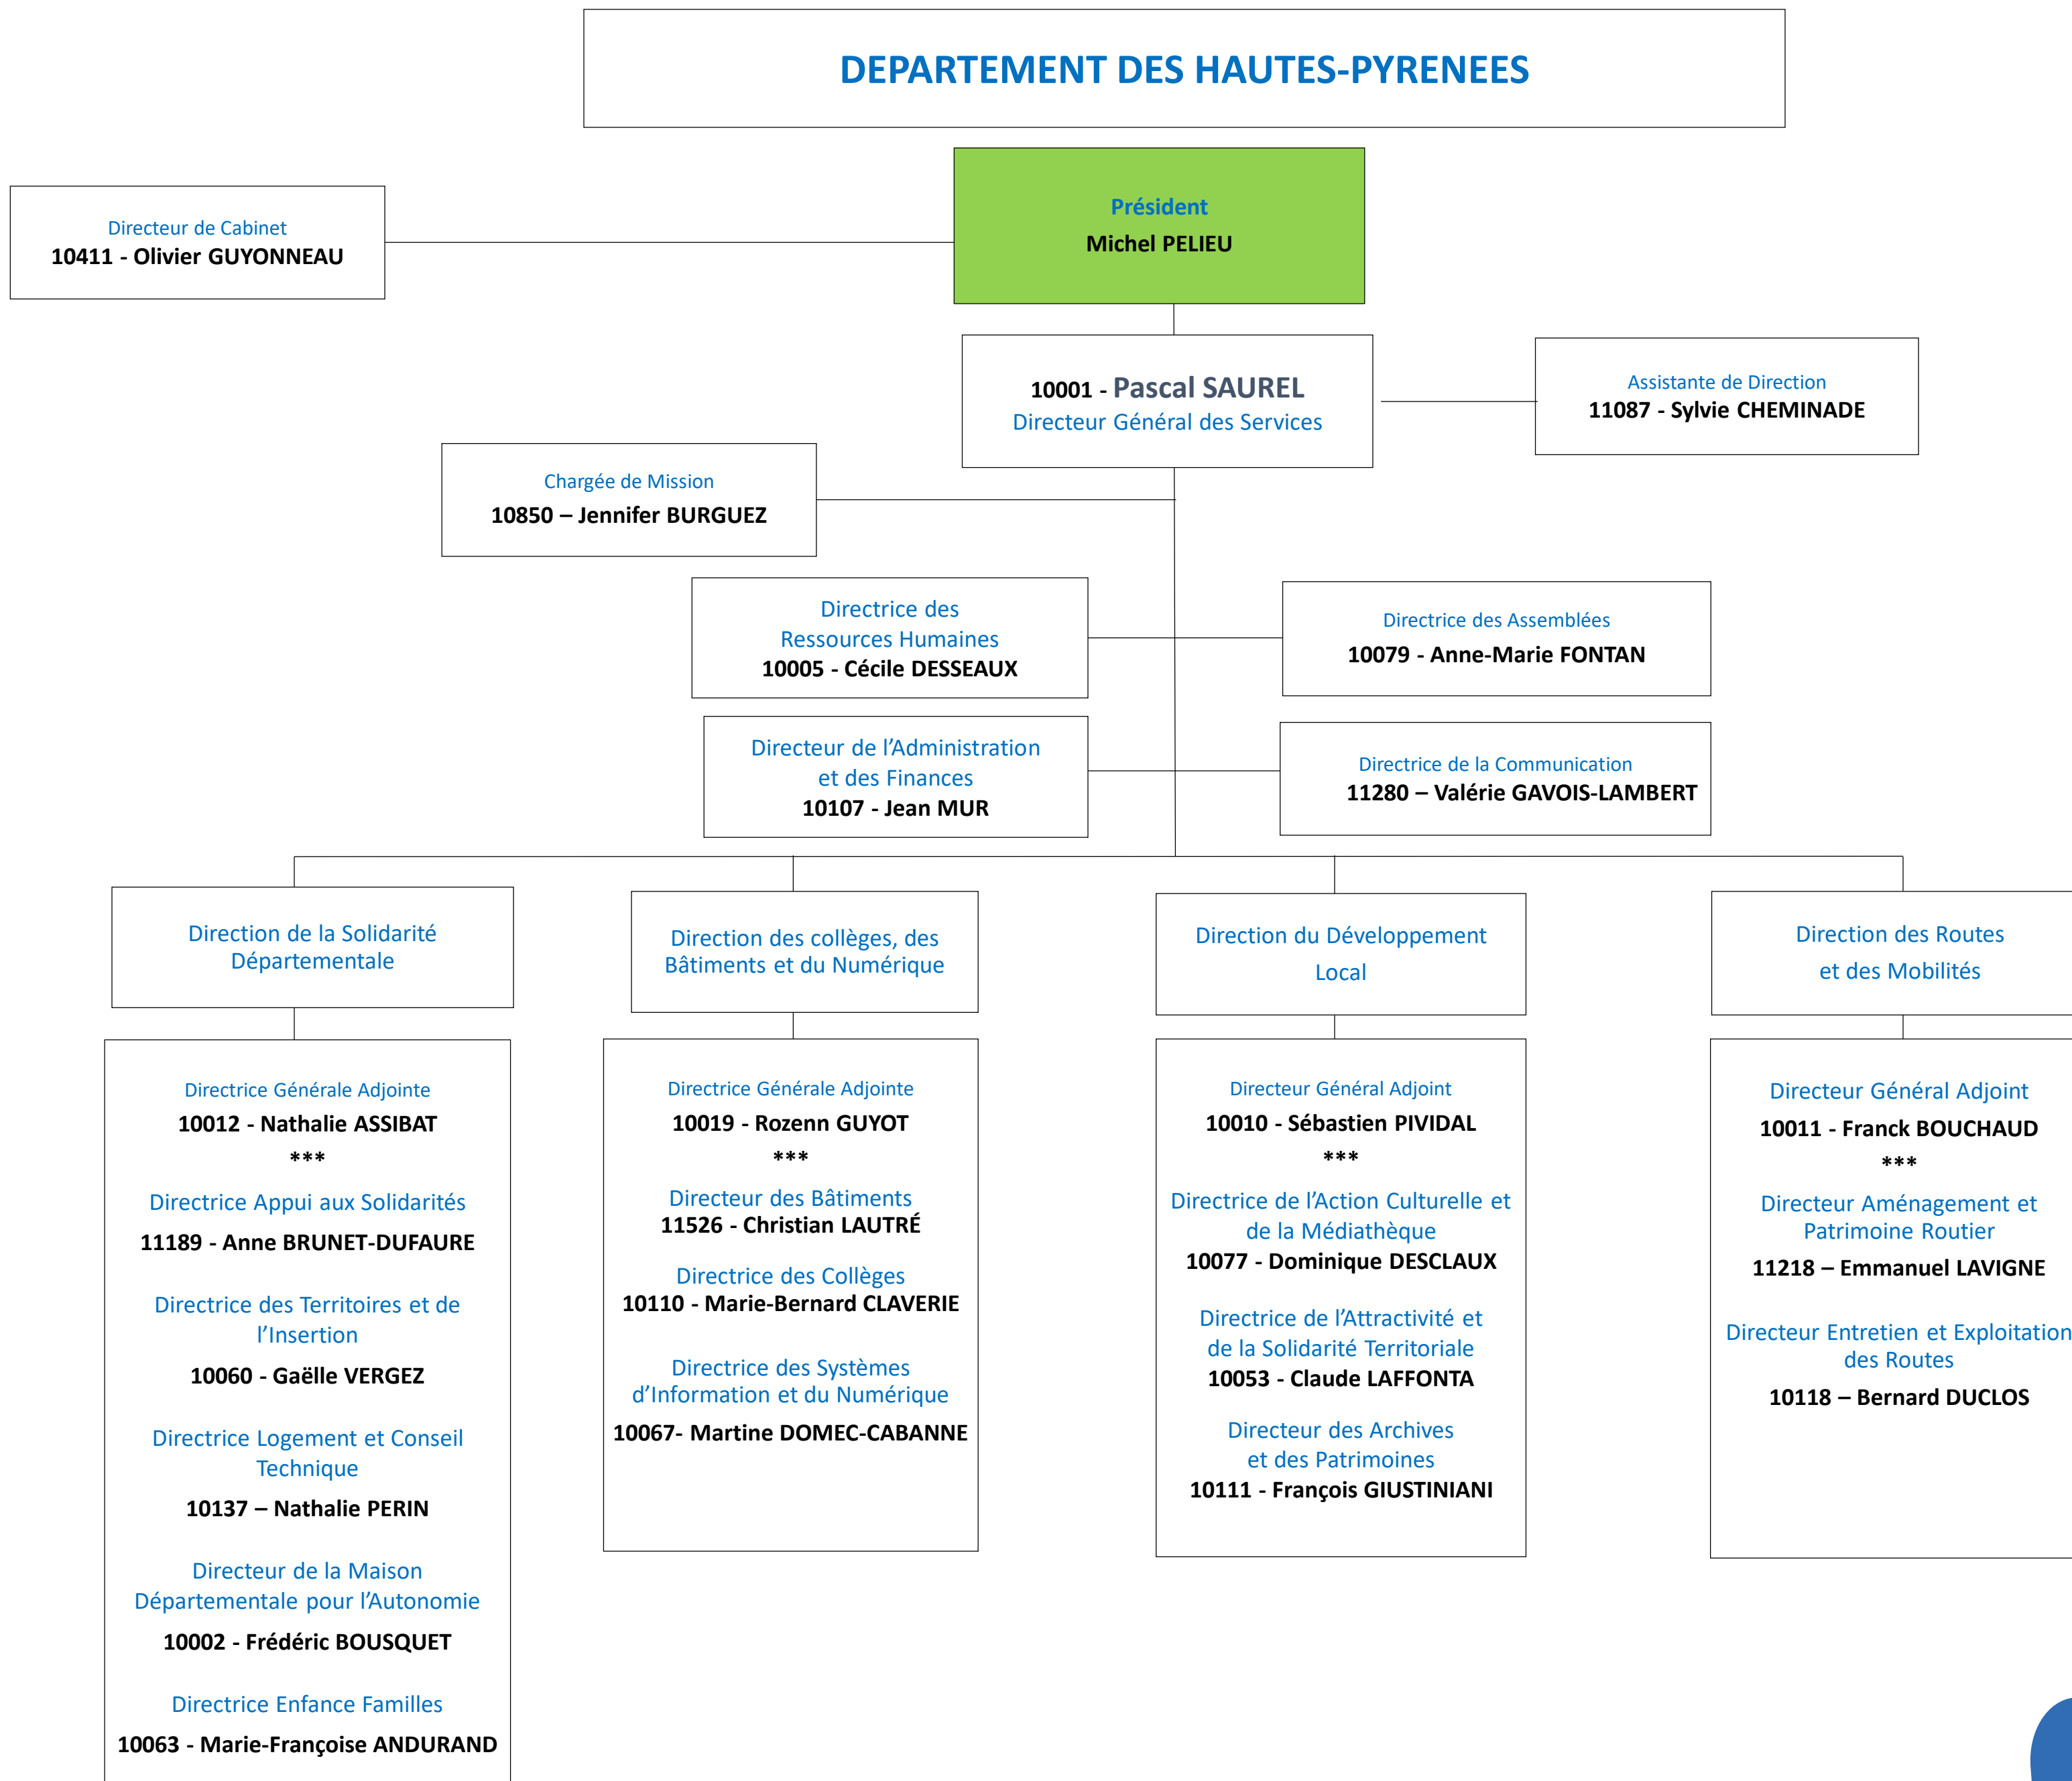 DEPARTEMENT DES HAUTES-PYRENEES
Président
Michel PELIEU
Directeur de Cabinet
10411 - Olivier GUYONNEAU
10001 - Pascal SAUREL
Directeur Général des Services
Assistante de Direction
11087 - Sylvie CHEMINADE
Chargée de Mission
10850 – Jennifer BURGUEZ
Directrice des
Ressources Humaines
10005 - Cécile DESSEAUX
Directrice des Assemblées
10079 - Anne-Marie FONTAN
Directeur de l’Administration
et des Finances
10107 - Jean MUR
Directrice de la Communication
11280 – Valérie GAVOIS-LAMBERT
Direction de la Solidarité
Départementale
Direction des collèges, des
Bâtiments et du Numérique
Direction du Développement
Local
Direction des Routes
et des Mobilités
Directrice Générale Adjointe
10012 - Nathalie ASSIBAT
***
Directrice Appui aux Solidarités
11189 - Anne BRUNET-DUFAURE
Directrice des Territoires et de
l’Insertion
10060 - Gaëlle VERGEZ
Directrice Logement et Conseil
Technique
10137 – Nathalie PERIN
Directeur de la Maison
Départementale pour l’Autonomie
10002 - Frédéric BOUSQUET
Directrice Enfance Familles
10063 - Marie-Françoise ANDURAND
Directrice Générale Adjointe
10019 - Rozenn GUYOT
***
Directeur des Bâtiments
11526 - Christian LAUTRÉ
Directrice des Collèges
10110 - Marie-Bernard CLAVERIE
Directrice des Systèmes
d’Information et du Numérique
10067- Martine DOMEC-CABANNE
Directeur Général Adjoint
10010 - Sébastien PIVIDAL
***
Directrice de l’Action Culturelle et
de la Médiathèque
10077 - Dominique DESCLAUX
Directrice de l’Attractivité et
de la Solidarité Territoriale
10053 - Claude LAFFONTA
Directeur des Archives
et des Patrimoines
10111 - François GIUSTINIANI
Directeur Général Adjoint
10011 - Franck BOUCHAUD
***
Directeur Aménagement et
Patrimoine Routier
11218 – Emmanuel LAVIGNE
Directeur Entretien et Exploitation
des Routes
10118 – Bernard DUCLOS